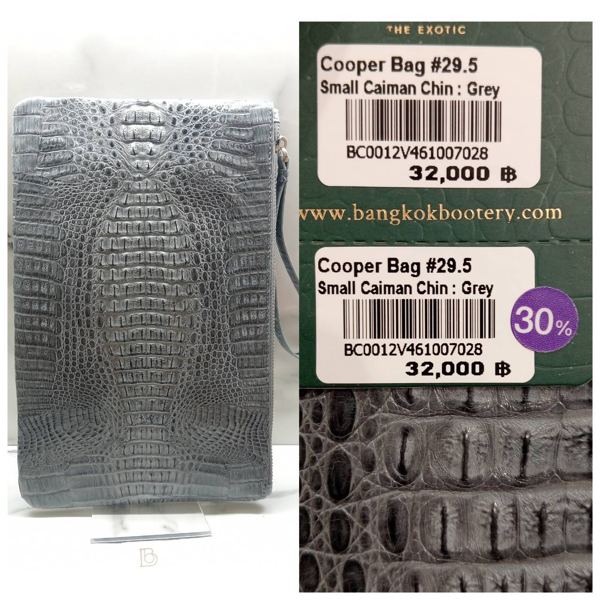 THE EXOTIC
Cooper Bag #29.5
Small Caiman Chin : Grey
BC0012V461007028
32,000 ฿
www.bangkokbootery.com
Cooper Bag #29.5
Small Caiman Chin : Grey
BC0012V461007028
32,000 ฿
30%
B